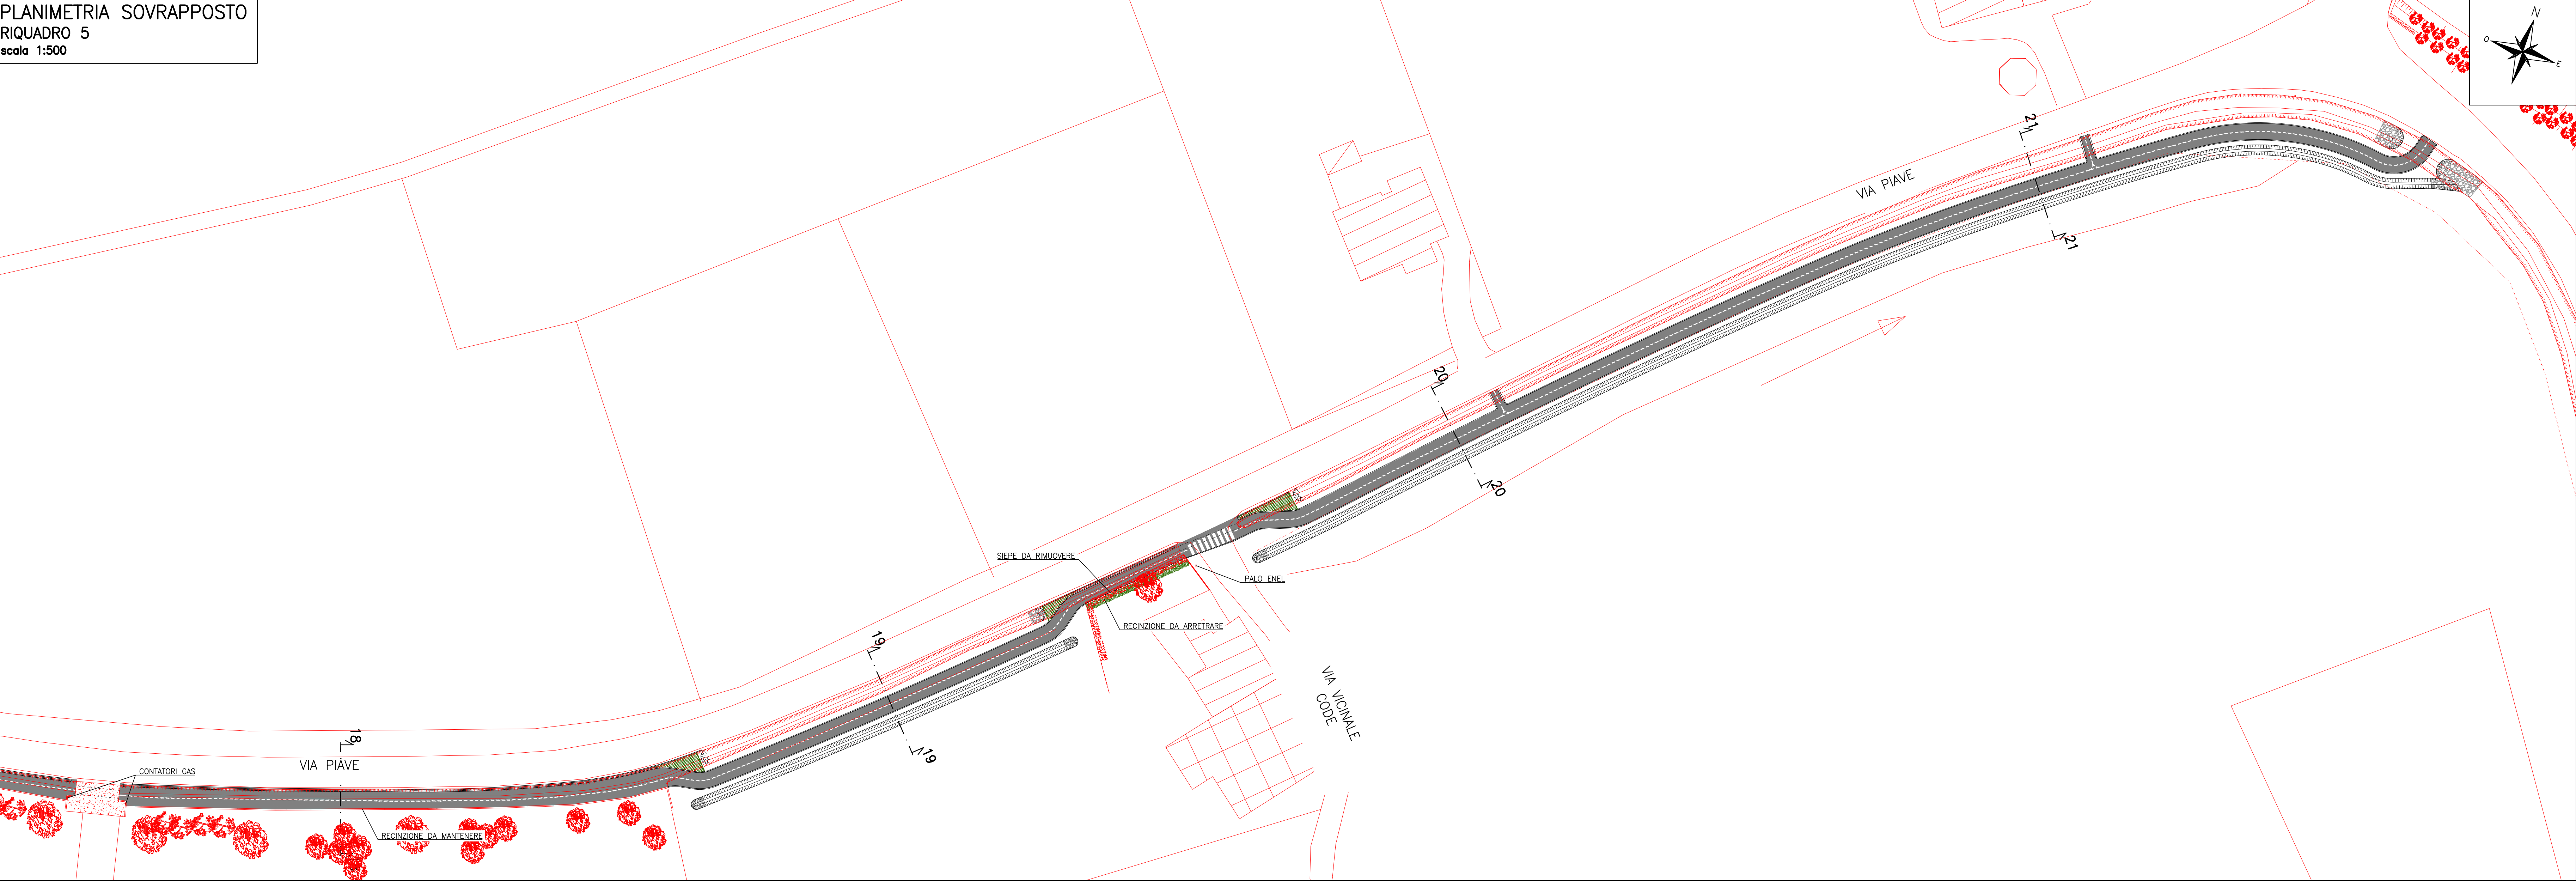 PLANIMETRIA SOVRAPPOSTO
RIQUADRO 5
scala 1:500
N
O
E
21
VIA PIAVE
21
20
20
SIEPE DA RIMUOVERE
PALO ENEL
RECINZIONE DA ARRETRARE
19
19
VIA VICINALE
CODE
18
VIA PIAVE
CONTATORI GAS
RECINZIONE DA MANTENERE